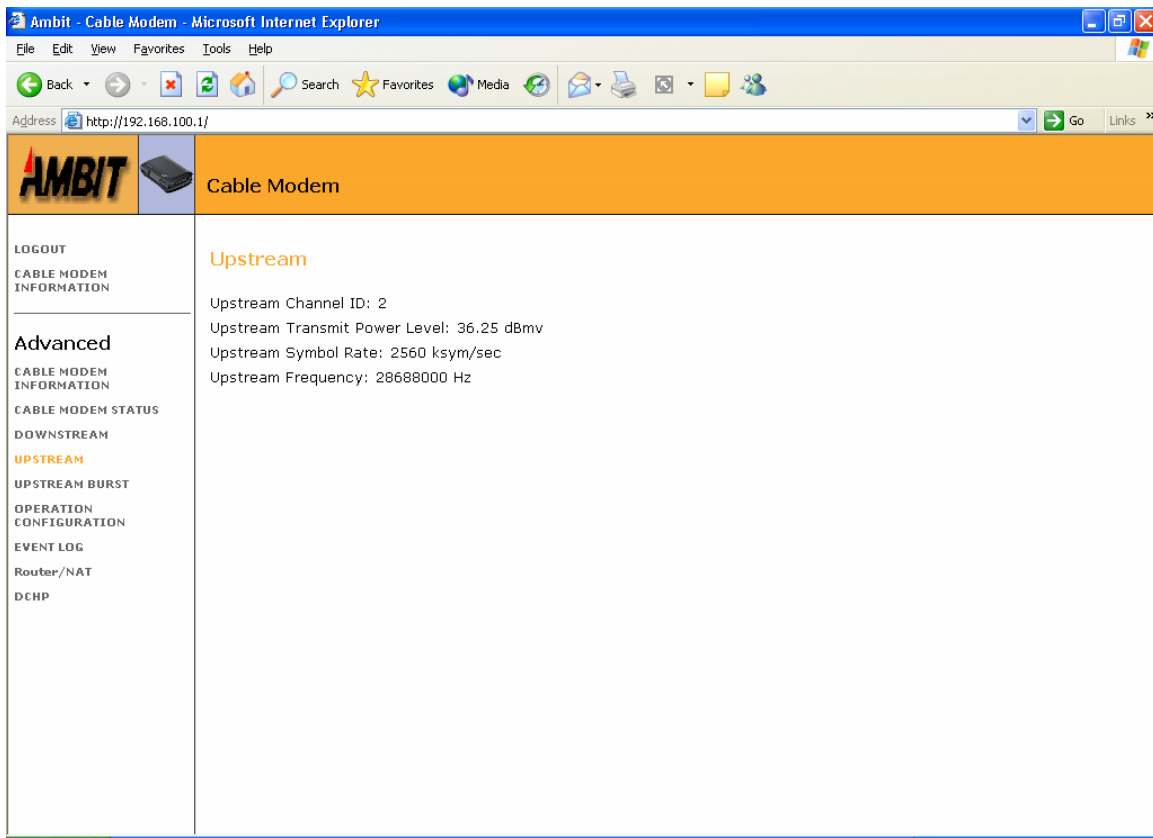 Ambit - Cable Modem - Microsoft Internet Explorer
File Edit View Favorites Tools Help
Back Search Favorites Media
Address http://192.168.100.1/ Go Links »
AMBIT
Cable Modem
LOGOUT
CABLE MODEM
INFORMATION
Advanced
CABLE MODEM
INFORMATION
CABLE MODEM STATUS
DOWNSTREAM
UPSTREAM
UPSTREAM BURST
OPERATION
CONFIGURATION
EVENT LOG
Router/NAT
DCHP
Upstream
Upstream Channel ID: 2
Upstream Transmit Power Level: 36.25 dBmv
Upstream Symbol Rate: 2560 ksym/sec
Upstream Frequency: 28688000 Hz